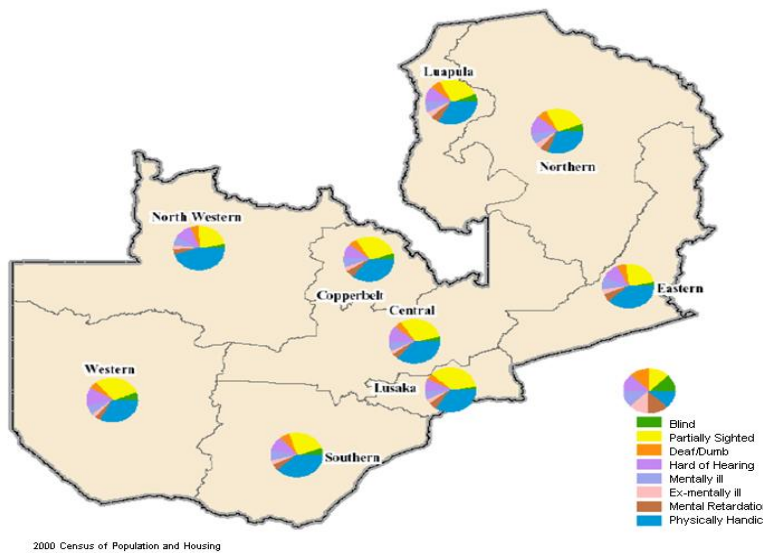 Luapula
Northern
North Western
Copperbelt
Eastern
Central
Western
Lusaka
Southern
Blind
Partially Sighted
Deaf/Dumb
Hard of Hearing
Mentally ill
Ex-mentally ill
Mental Retardatio
Physically Handic
2000 Census of Population and Housing